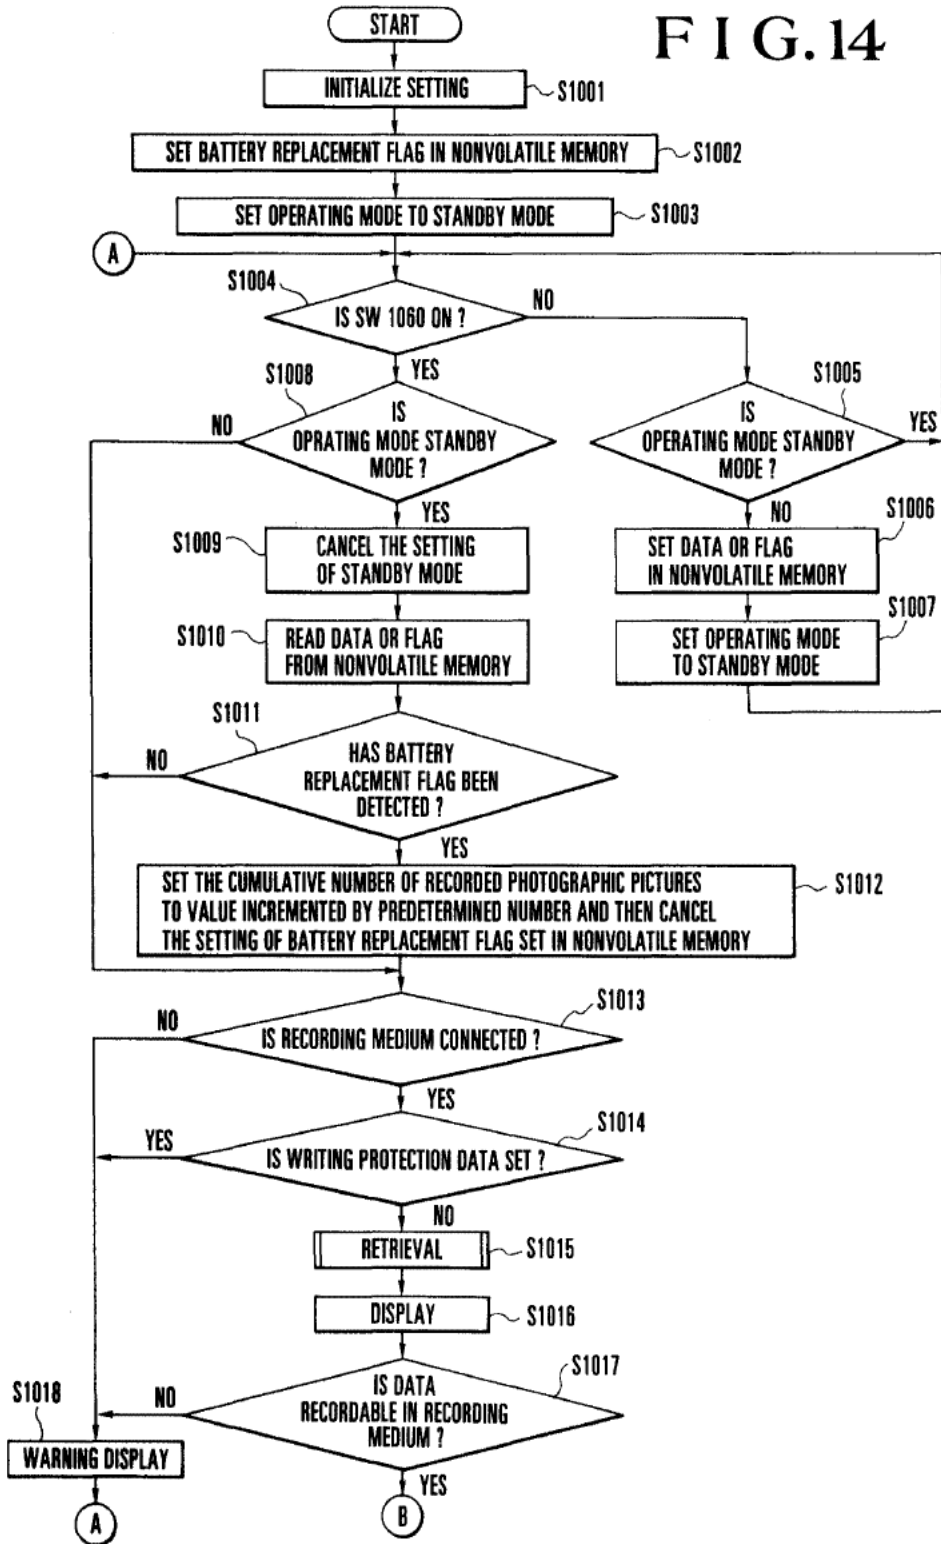 START
FIG.14
INITIALIZE SETTING
S1001
SET BATTERY REPLACEMENT FLAG IN NONVOLATILE MEMORY
S1002
SET OPERATING MODE TO STANDBY MODE
S1003
A
S1004
IS SW 1060 ON ?
NO
YES
S1008
NO
IS
OPRATING MODE STANDBY
MODE ?
YES
S1005
IS
OPERATING MODE STANDBY
MODE ?
YES
NO
S1009
CANCEL THE SETTING
OF STANDBY MODE
S1006
SET DATA OR FLAG
IN NONVOLATILE MEMORY
S1010
READ DATA OR FLAG
FROM NONVOLATILE MEMORY
S1007
SET OPERATING MODE
TO STANDBY MODE
S1011
NO
HAS BATTERY
REPLACEMENT FLAG BEEN
DETECTED ?
YES
SET THE CUMULATIVE NUMBER OF RECORDED PHOTOGRAPHIC PICTURES
TO VALUE INCREMENTED BY PREDETERMINED NUMBER AND THEN CANCEL
THE SETTING OF BATTERY REPLACEMENT FLAG SET IN NONVOLATILE MEMORY
S1012
S1013
NO
IS RECORDING MEDIUM CONNECTED ?
YES
S1014
YES
IS WRITING PROTECTION DATA SET ?
NO
RETRIEVAL
S1015
DISPLAY
S1016
S1017
NO
IS DATA
RECORDABLE IN RECORDING
MEDIUM ?
YES
S1018
WARNING DISPLAY
A
B